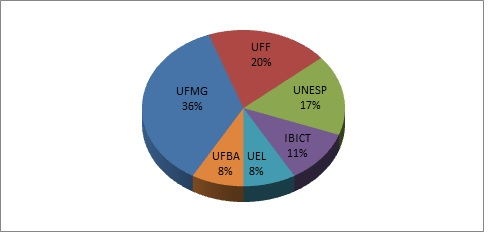 UFF
20%
UNESP
17%
UFMG
36%
IBICT
11%
UFBA
8%
UEL
8%